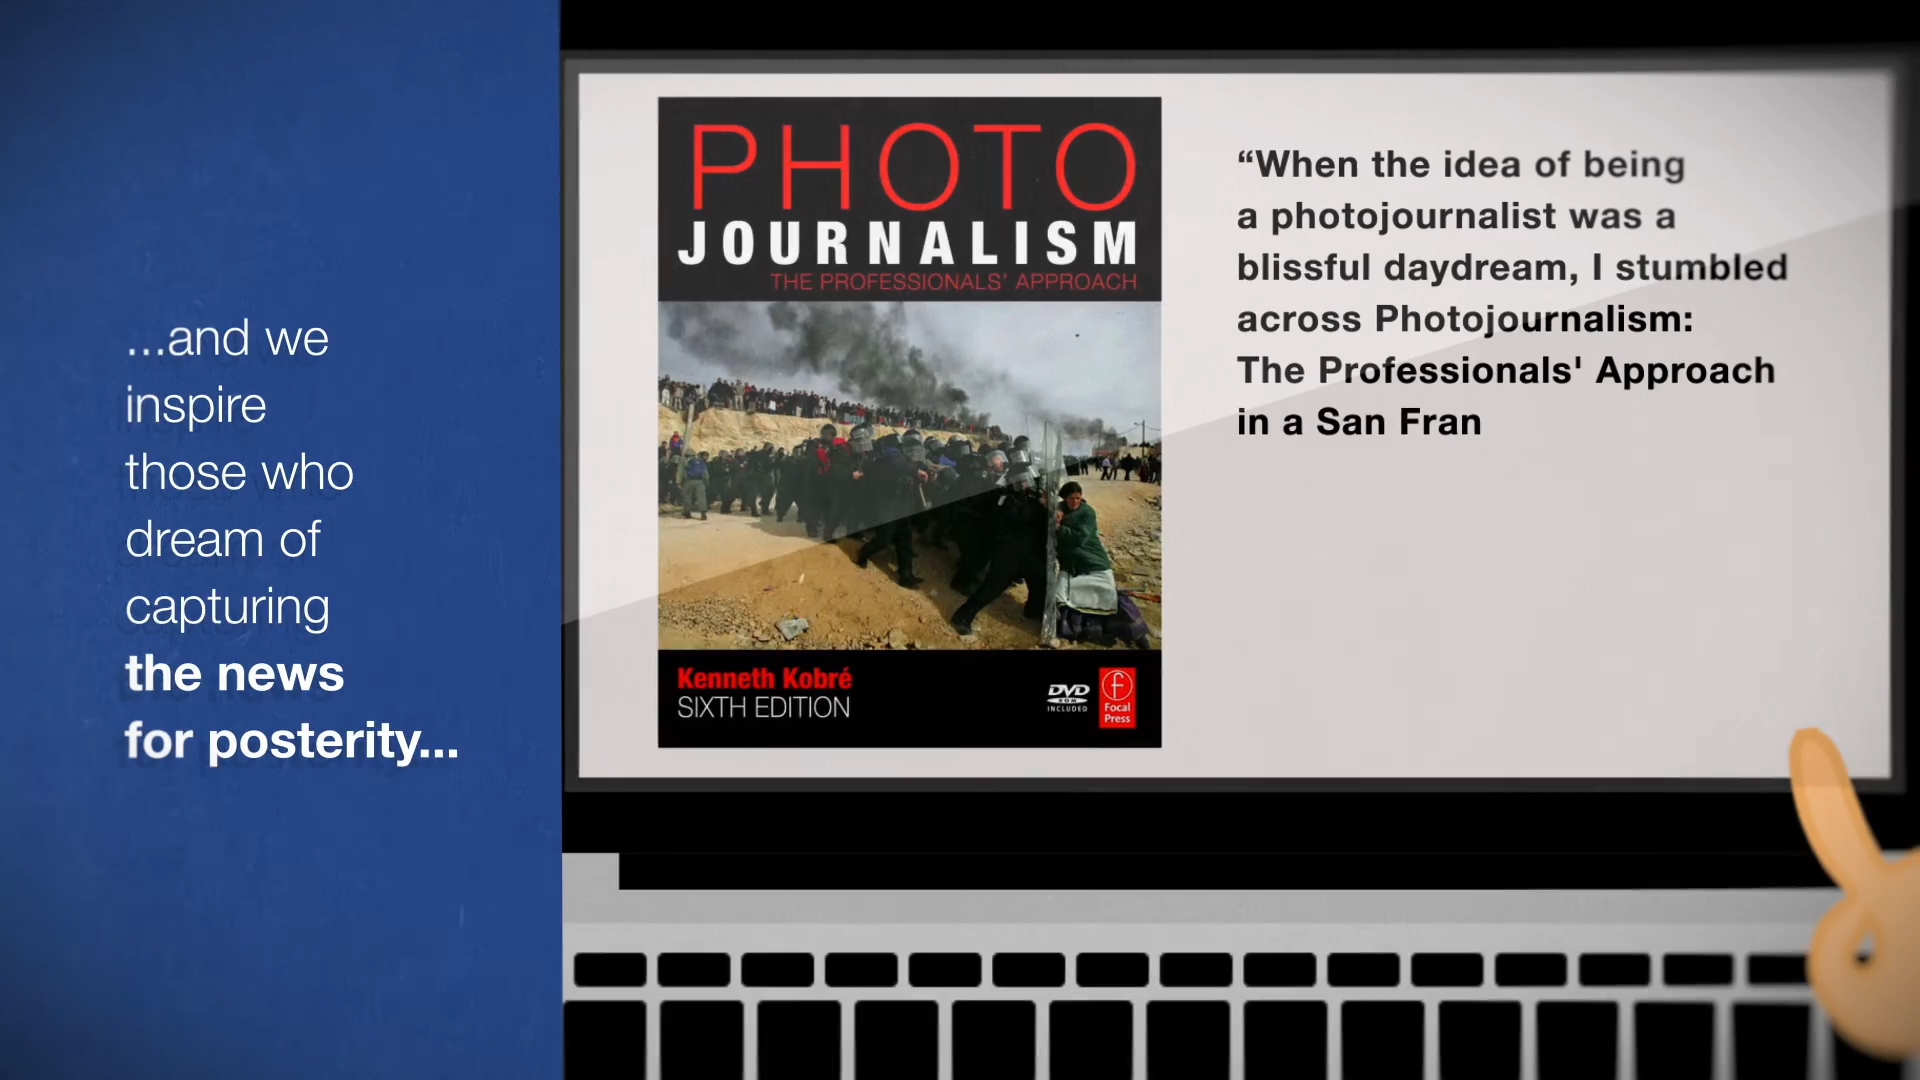 ...and we
inspire
those who
dream of
capturing
the news
for posterity...
PHOTO
JOURNALISM
THE PROFESSIONALS' APPROACH
Kenneth Kobré
SIXTH EDITION
DVD
ROM
INCLUDED
f
Focal
Press
“When the idea of being
a photojournalist was a
blissful daydream, I stumbled
across Photojournalism:
The Professionals' Approach
in a San Fran